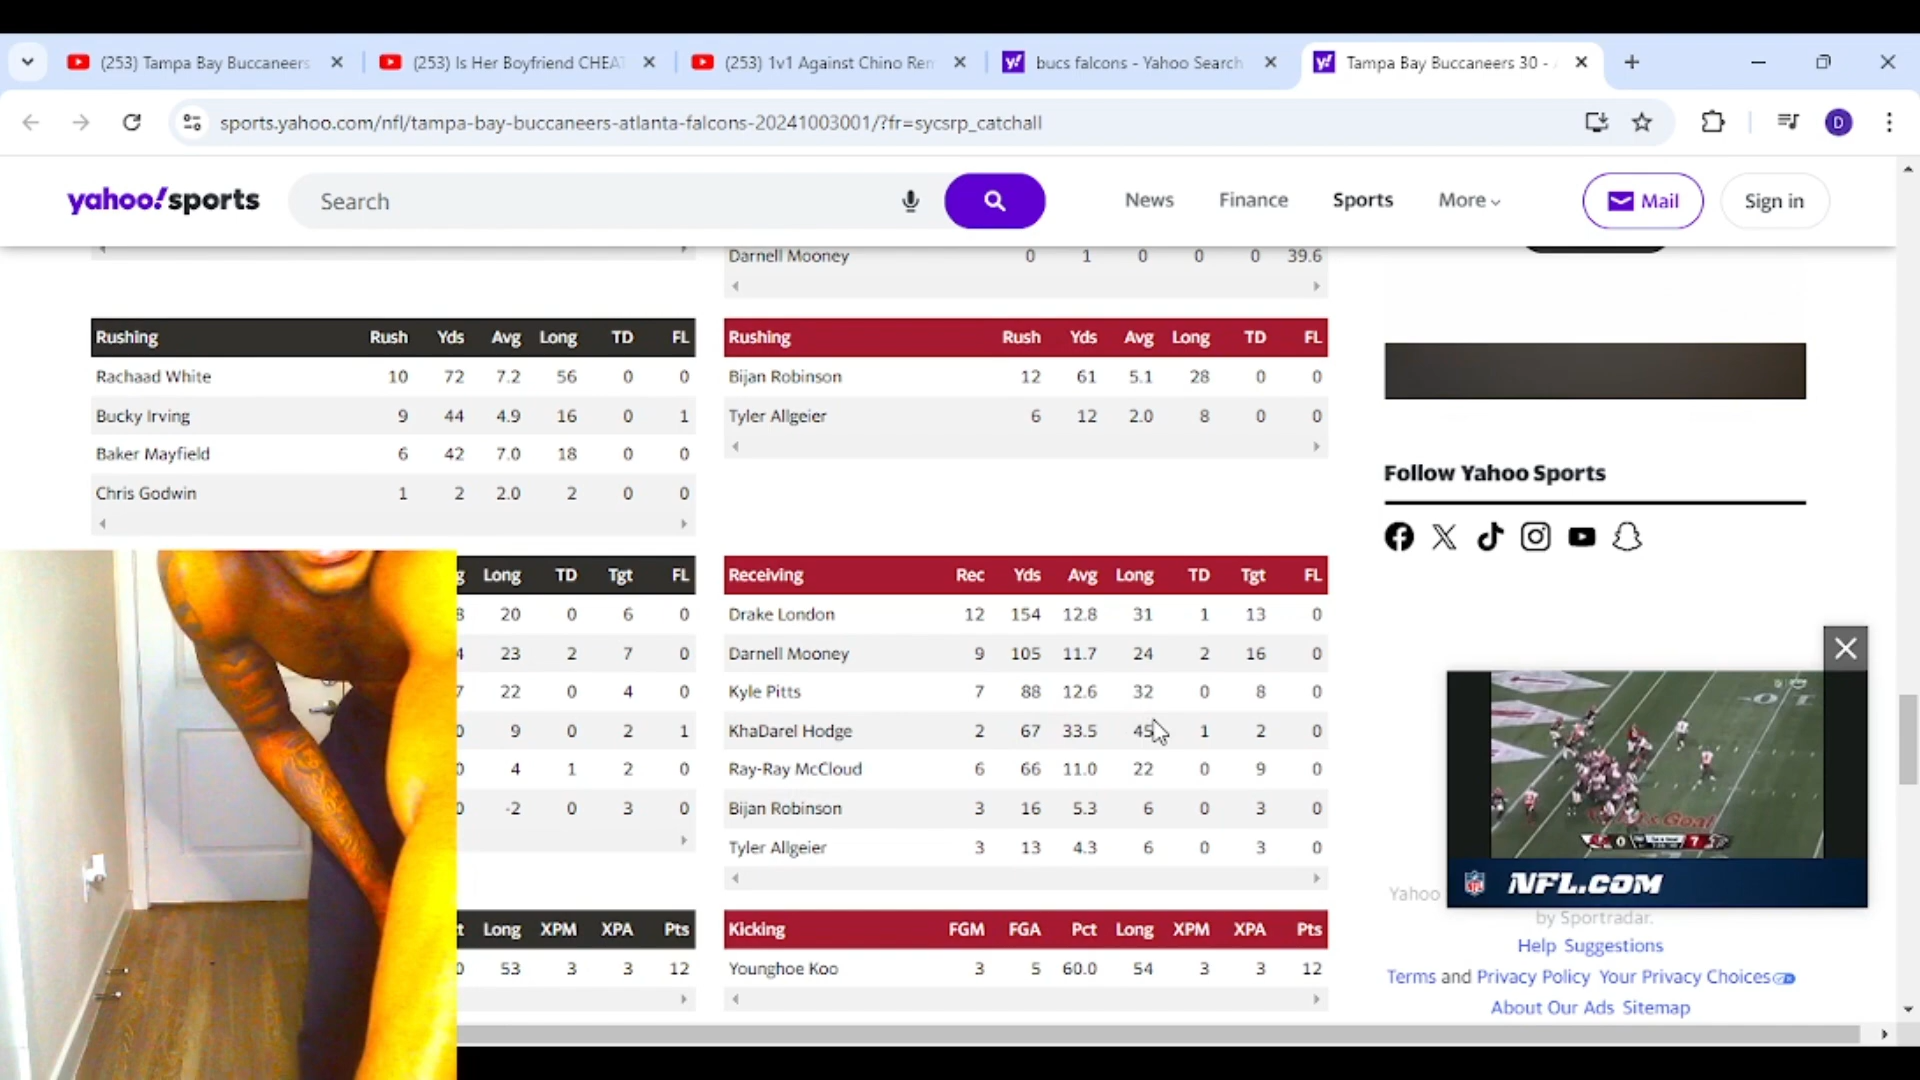 (253) Tampa Bay Buccaneers
(253) Is Her Boyfriend CHEA
(253) 1v1 Against Chino Ren
bucs falcons - Yahoo Search
Tampa Bay Buccaneers 30 -
sports.yahoo.com/nfl/tampa-bay-buccaneers-atlanta-falcons-20241003001/?fr=sycsrp_catchall
D
yahoo!sports
Search
News
Finance
Sports
More
Mail
Sign in
Darnell Mooney 0 1 0 0 0 39.6
Rushing Rush Yds Avg Long TD FL
Rachaad White 10 72 7.2 56 0 0
Bucky Irving 9 44 4.9 16 0 1
Baker Mayfield 6 42 7.0 18 0 0
Chris Godwin 1 2 2.0 2 0 0
Rushing Rush Yds Avg Long TD FL
Bijan Robinson 12 61 5.1 28 0 0
Tyler Allgeier 6 12 2.0 8 0 0
Follow Yahoo Sports
g Long TD Tgt FL
8 20 0 6 0
4 23 2 7 0
7 22 0 4 0
0 9 0 2 1
0 4 1 2 0
0 -2 0 3 0
Receiving Rec Yds Avg Long TD Tgt FL
Drake London 12 154 12.8 31 1 13 0
Darnell Mooney 9 105 11.7 24 2 16 0
Kyle Pitts 7 88 12.6 32 0 8 0
KhaDarel Hodge 2 67 33.5 45 1 2 0
Ray-Ray McCloud 6 66 11.0 22 0 9 0
Bijan Robinson 3 16 5.3 6 0 3 0
Tyler Allgeier 3 13 4.3 6 0 3 0
t Long XPM XPA Pts
0 53 3 3 12
Kicking FGM FGA Pct Long XPM XPA Pts
Younghoe Koo 3 5 60.0 54 3 3 12
0 7
NFL.COM
Yahoo
by Sportradar.
Help Suggestions
Terms and Privacy Policy Your Privacy Choices
About Our Ads Sitemap